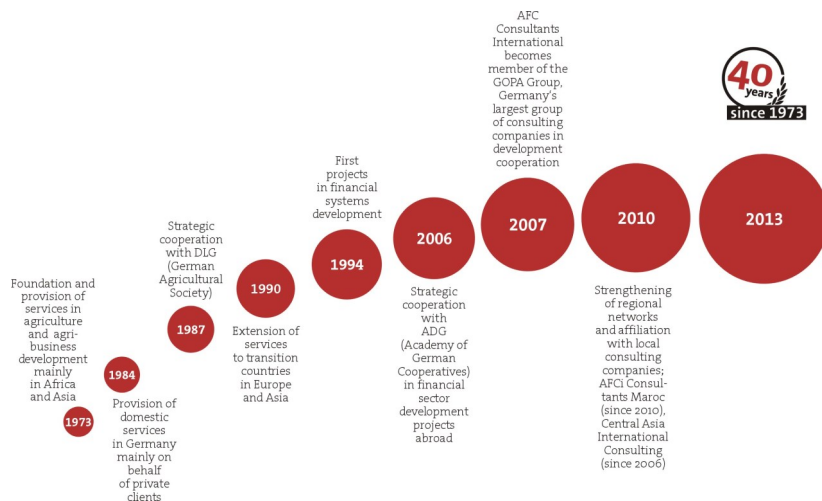 Foundation and
provision of
services in
agriculture
and agri-
business
development
mainly
in Africa
and Asia
1973
1984
Provision of
domestic
services
in Germany
mainly on
behalf
of private
clients
Strategic
cooperation
with DLG
(German
Agricultural
Society)
1987
1990
Extension of
services
to transition
countries
in Europe
and Asia
First
projects
in financial
systems
development
1994
2006
Strategic
cooperation
with
ADG
(Academy of
German
Cooperatives)
in financial
sector
development
projects
abroad
AFC
Consultants
International
becomes
member of the
GOPA Group,
Germany's
largest group
of consulting
companies in
development
cooperation
2007
2010
Strengthening
of regional
networks
and affiliation
with local
consulting
companies;
AFCi Consul-
tants Maroc
(since 2010),
Central Asia
International
Consulting
(since 2006)
2013
40
years
since 1973